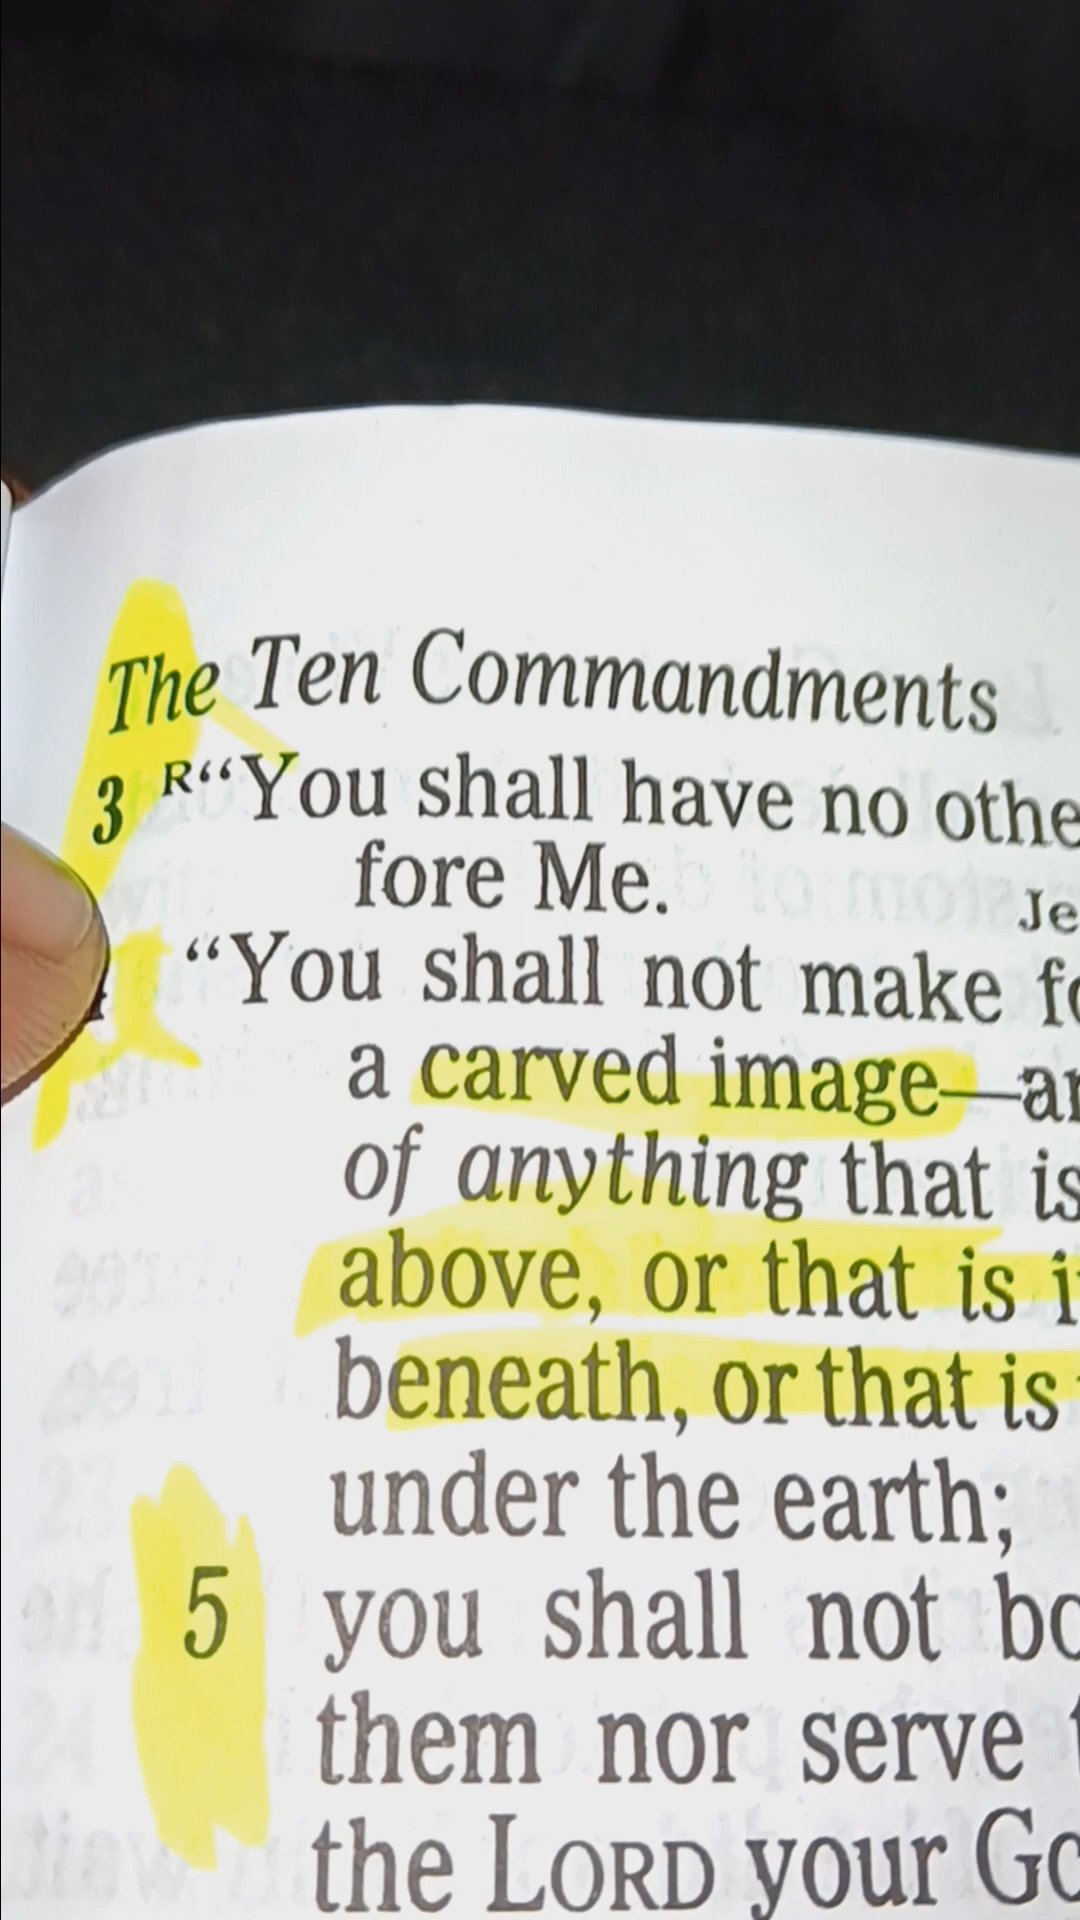 The Ten Commandments
3 R“You shall have no othe
fore Me. Je
“You shall not make fo
a carved image—an
of anything that is
above, or that is i
beneath, or that is
under the earth;
5 you shall not bo
them nor serve t
the LORD your Go